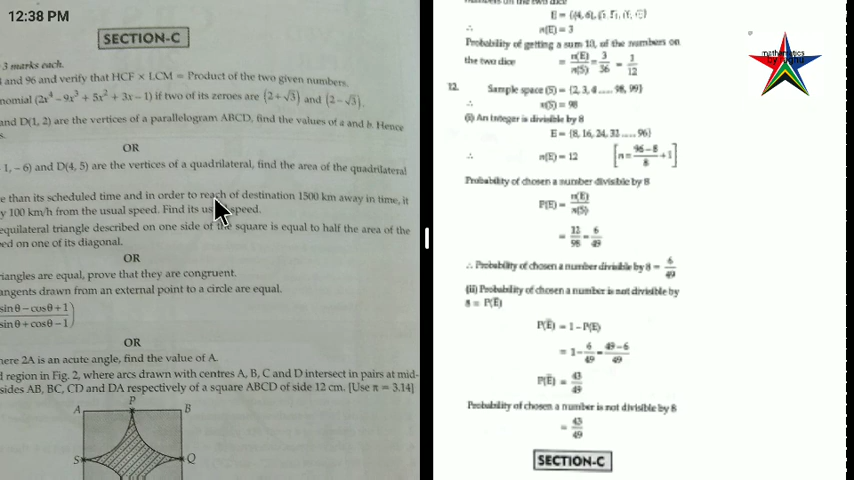 12:38 PM
SECTION-C
3 marks each.
and 96 and verify that HCF × LCM = Product of the two given numbers.
nomial (2x⁴ – 9x³ + 5x² + 3x – 1) if two of its zeroes are (2 + √3) and (2 – √3).
and D(1, 2) are the vertices of a parallelogram ABCD, find the values of a and b. Hence
s.
OR
1, – 6) and D(4, 5) are the vertices of a quadrilateral, find the area of the quadrilateral
e than its scheduled time and in order to reach of destination 1500 km away in time, it
y 100 km/h from the usual speed. Find its usual speed.
equilateral triangle described on one side of the square is equal to half the area of the
ed on one of its diagonal.
OR
riangles are equal, prove that they are congruent.
angents drawn from an external point to a circle are equal.
sin θ – cos θ + 1
sin θ + cos θ – 1
OR
here 2A is an acute angle, find the value of A.
d region in Fig. 2, where arcs drawn with centres A, B, C and D intersect in pairs at mid-
sides AB, BC, CD and DA respectively of a square ABCD of side 12 cm. [Use π = 3.14]
P
A B
S Q
numbers on the two dice
∴ n(E) = 3
Probability of getting a sum 10, of the numbers on
the two dice = n(E)/n(S) = 3/36 = 1/12
12. Sample space (S) = {2, 3, 4 ..... 98, 99}
∴ n(S) = 98
(i) An integer is divisible by 8
E = {8, 16, 24, 32 ..... 96}
∴ n(E) = 12 [n = (96 – 8)/8 + 1]
Probability of chosen a number divisible by 8
P(E) = n(E)/n(S)
= 12/98 = 6/49
∴ Probability of chosen a number divisible by 8 = 6/49
(ii) Probability of chosen a number is not divisible by
8 = P(Ē)
P(Ē) = 1 – P(E)
= 1 – 6/49 = (49 – 6)/49
P(Ē) = 43/49
Probability of chosen a number is not divisible by 8
= 43/49
SECTION-C
mathematics